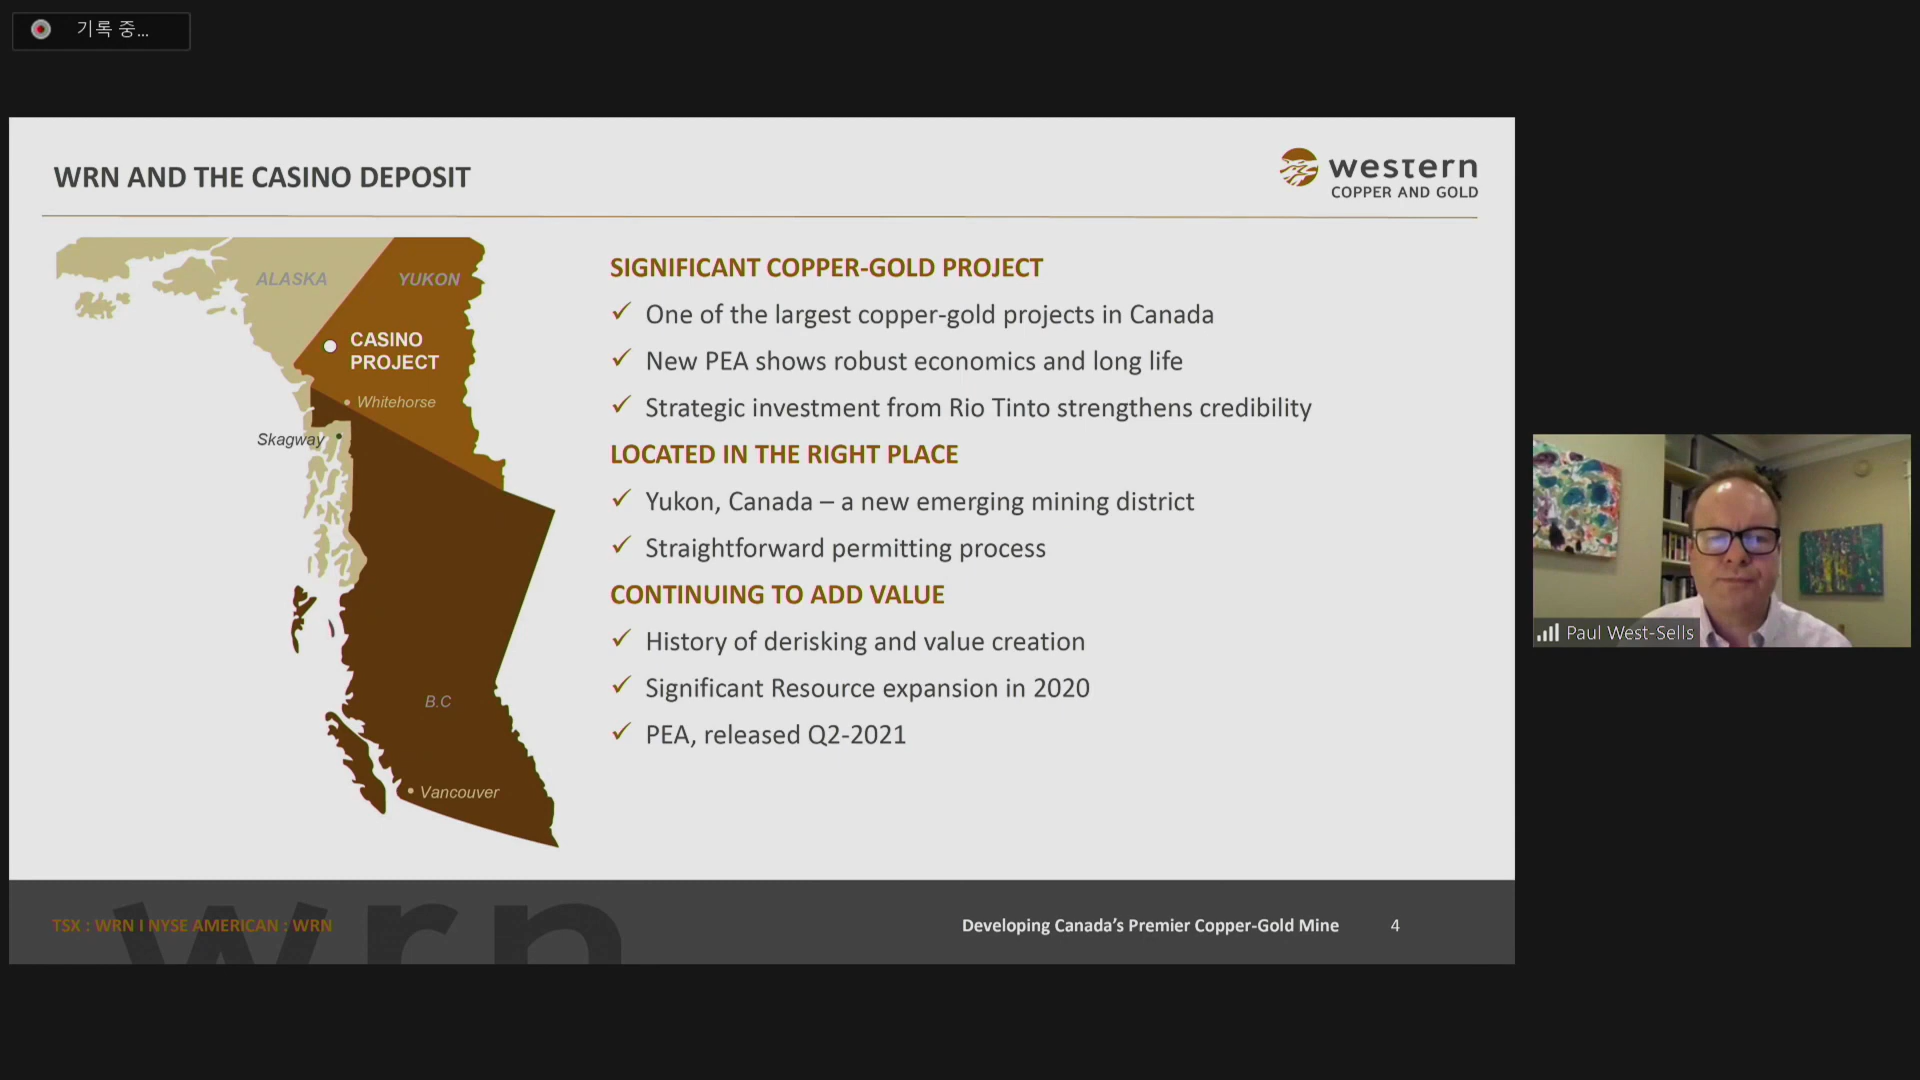 기록 중...
WRN AND THE CASINO DEPOSIT
western
COPPER AND GOLD
ALASKA
YUKON
CASINO
PROJECT
Whitehorse
Skagway
B.C
Vancouver
SIGNIFICANT COPPER-GOLD PROJECT
✓ One of the largest copper-gold projects in Canada
✓ New PEA shows robust economics and long life
✓ Strategic investment from Rio Tinto strengthens credibility
LOCATED IN THE RIGHT PLACE
✓ Yukon, Canada – a new emerging mining district
✓ Straightforward permitting process
CONTINUING TO ADD VALUE
✓ History of derisking and value creation
✓ Significant Resource expansion in 2020
✓ PEA, released Q2-2021
Paul West-Sells
wrn
TSX : WRN I NYSE AMERICAN : WRN
Developing Canada's Premier Copper-Gold Mine
4